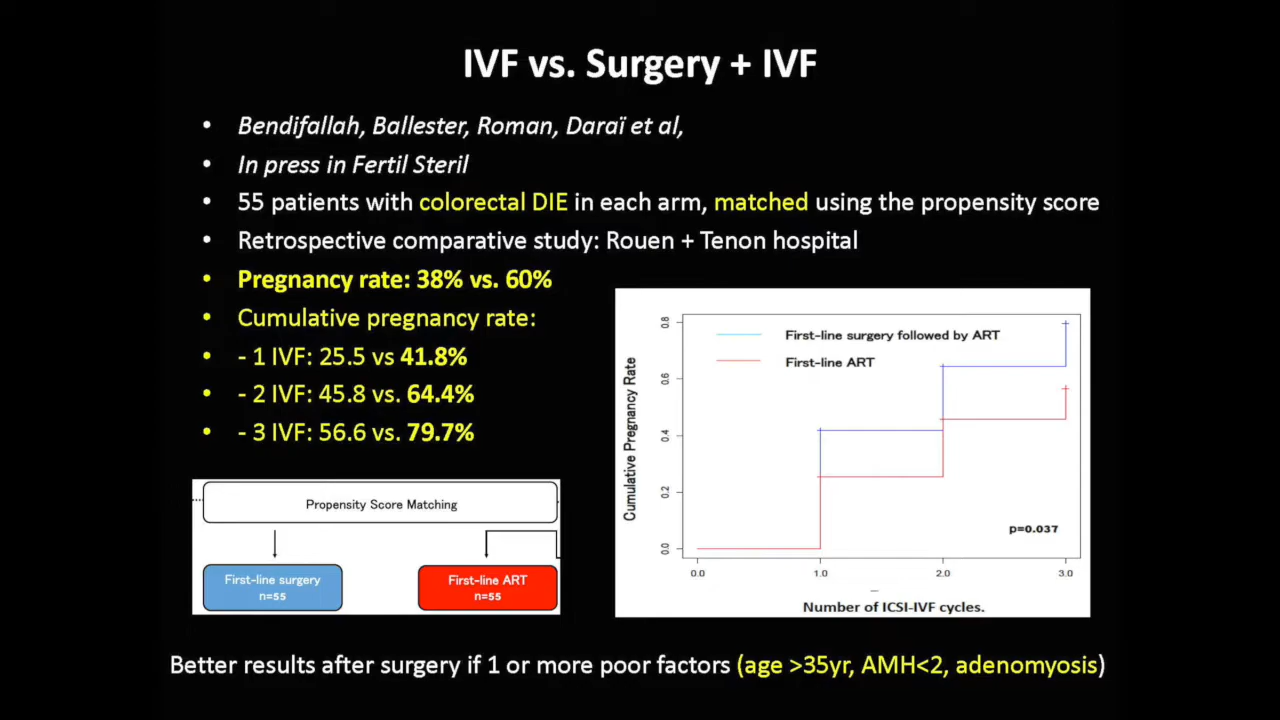 IVF vs. Surgery + IVF
• Bendifallah, Ballester, Roman, Daraï et al,
• In press in Fertil Steril
• 55 patients with colorectal DIE in each arm, matched using the propensity score
• Retrospective comparative study: Rouen + Tenon hospital
• Pregnancy rate: 38% vs. 60%
• Cumulative pregnancy rate:
• - 1 IVF: 25.5 vs 41.8%
• - 2 IVF: 45.8 vs. 64.4%
• - 3 IVF: 56.6 vs. 79.7%
Propensity Score Matching
First-line surgery
n=55
First-line ART
n=55
First-line surgery followed by ART
First-line ART
Cumulative Pregnancy Rate
0.8
0.6
0.4
0.2
0.0
p=0.037
0.0 1.0 2.0 3.0
Number of ICSI-IVF cycles.
Better results after surgery if 1 or more poor factors (age >35yr, AMH<2, adenomyosis)